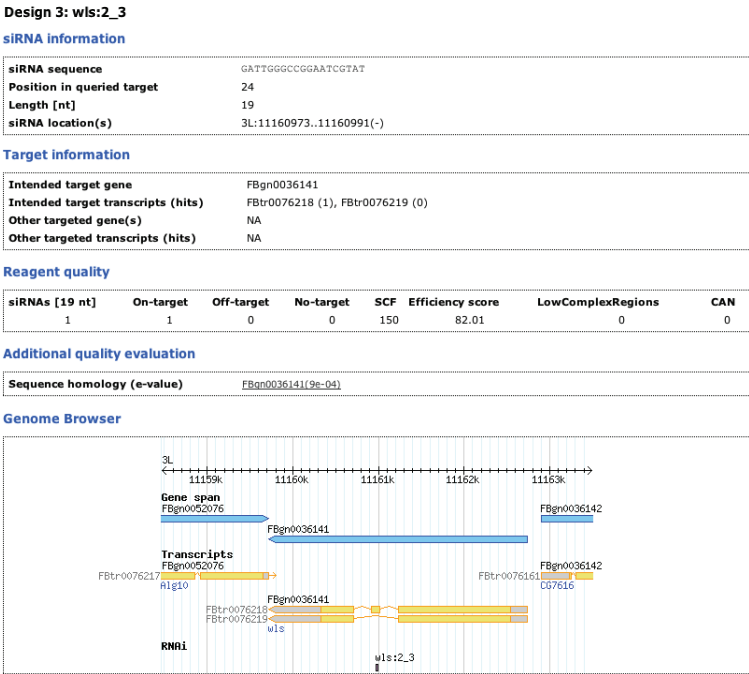 Design 3: wls:2_3
siRNA information
siRNA sequence GATTGGGCCGGAATCGTAT
Position in queried target 24
Length [nt] 19
siRNA location(s) 3L:11160973..11160991(-)
Target information
Intended target gene FBgn0036141
Intended target transcripts (hits) FBtr0076218 (1), FBtr0076219 (0)
Other targeted gene(s) NA
Other targeted transcripts (hits) NA
Reagent quality
siRNAs [19 nt] On-target Off-target No-target SCF Efficiency score LowComplexRegions CAN
1 1 0 0 150 82.01 0 0
Additional quality evaluation
Sequence homology (e-value) FBgn0036141(9e-04)
Genome Browser
3L
11159k 11160k 11161k 11162k 11163k
Gene span
FBgn0052076 FBgn0036142
FBgn0036141
Transcripts
FBgn0052076 FBgn0036142
FBtr0076217 FBtr0076161
Alg10 CG7616
FBgn0036141
FBtr0076218
FBtr0076219
wls
RNAi
wls:2_3